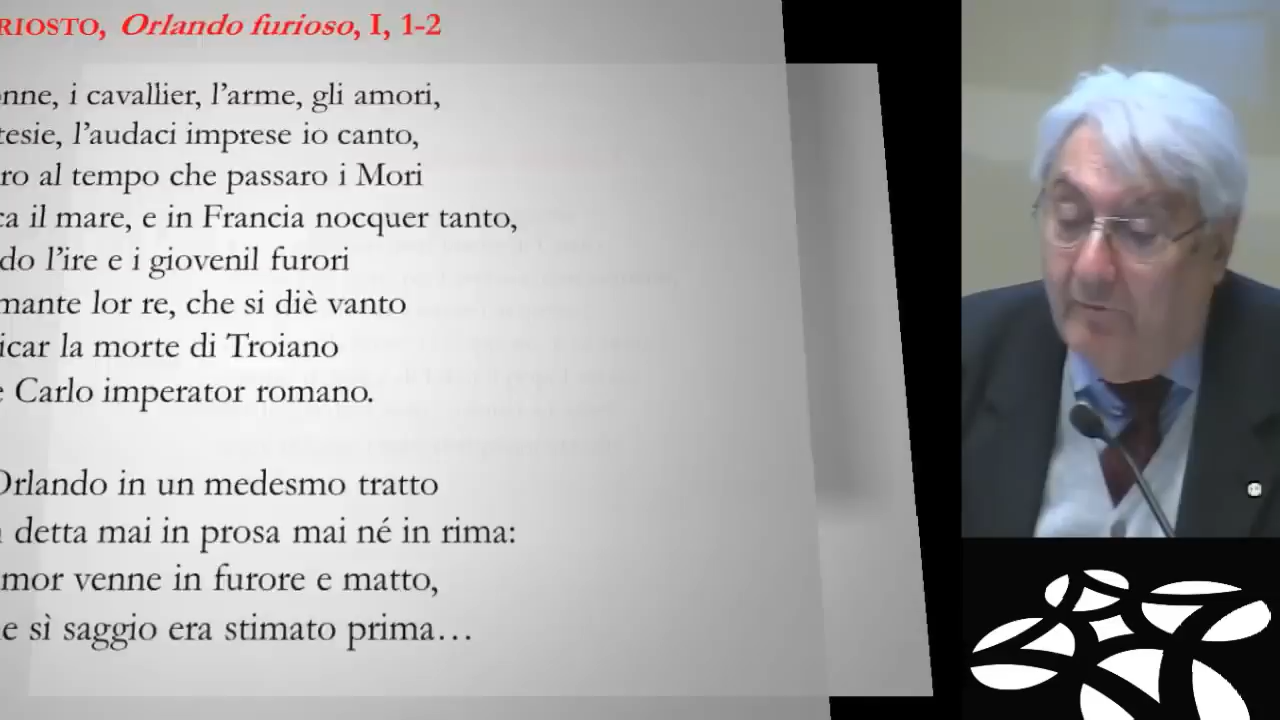 RIOSTO, Orlando furioso, I, 1-2
nne, i cavallier, l'arme, gli amori,
tesie, l'audaci imprese io canto,
ro al tempo che passaro i Mori
ca il mare, e in Francia nocquer tanto,
do l'ire e i giovenil furori
mante lor re, che si diè vanto
icar la morte di Troiano
e Carlo imperator romano.
Orlando in un medesmo tratto
detta mai in prosa mai né in rima:
mor venne in furore e matto,
e sì saggio era stimato prima…